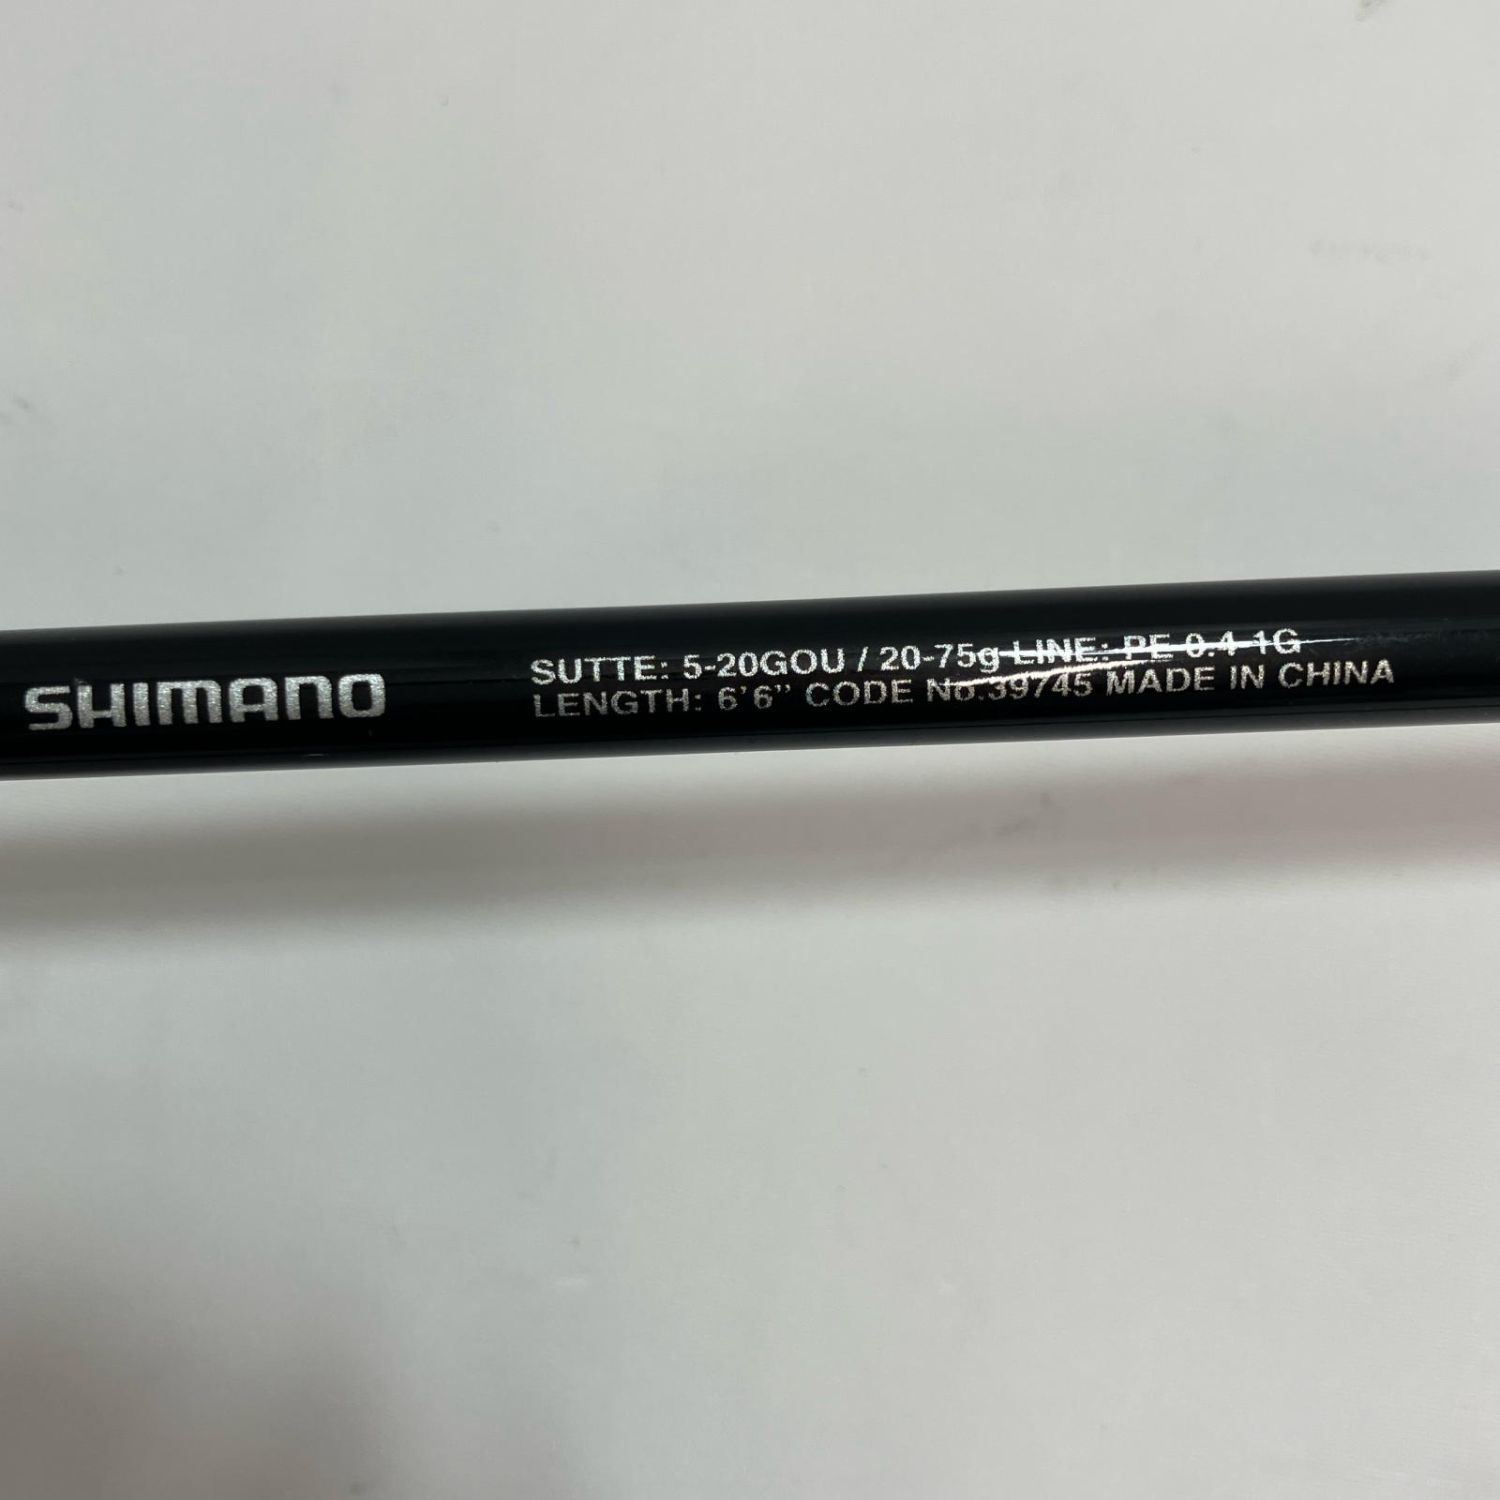 SHIMANO
SUTTE: 5-20GOU / 20-75g LINE: PE 0.4-1G
LENGTH: 6'6" CODE No.39745 MADE IN CHINA